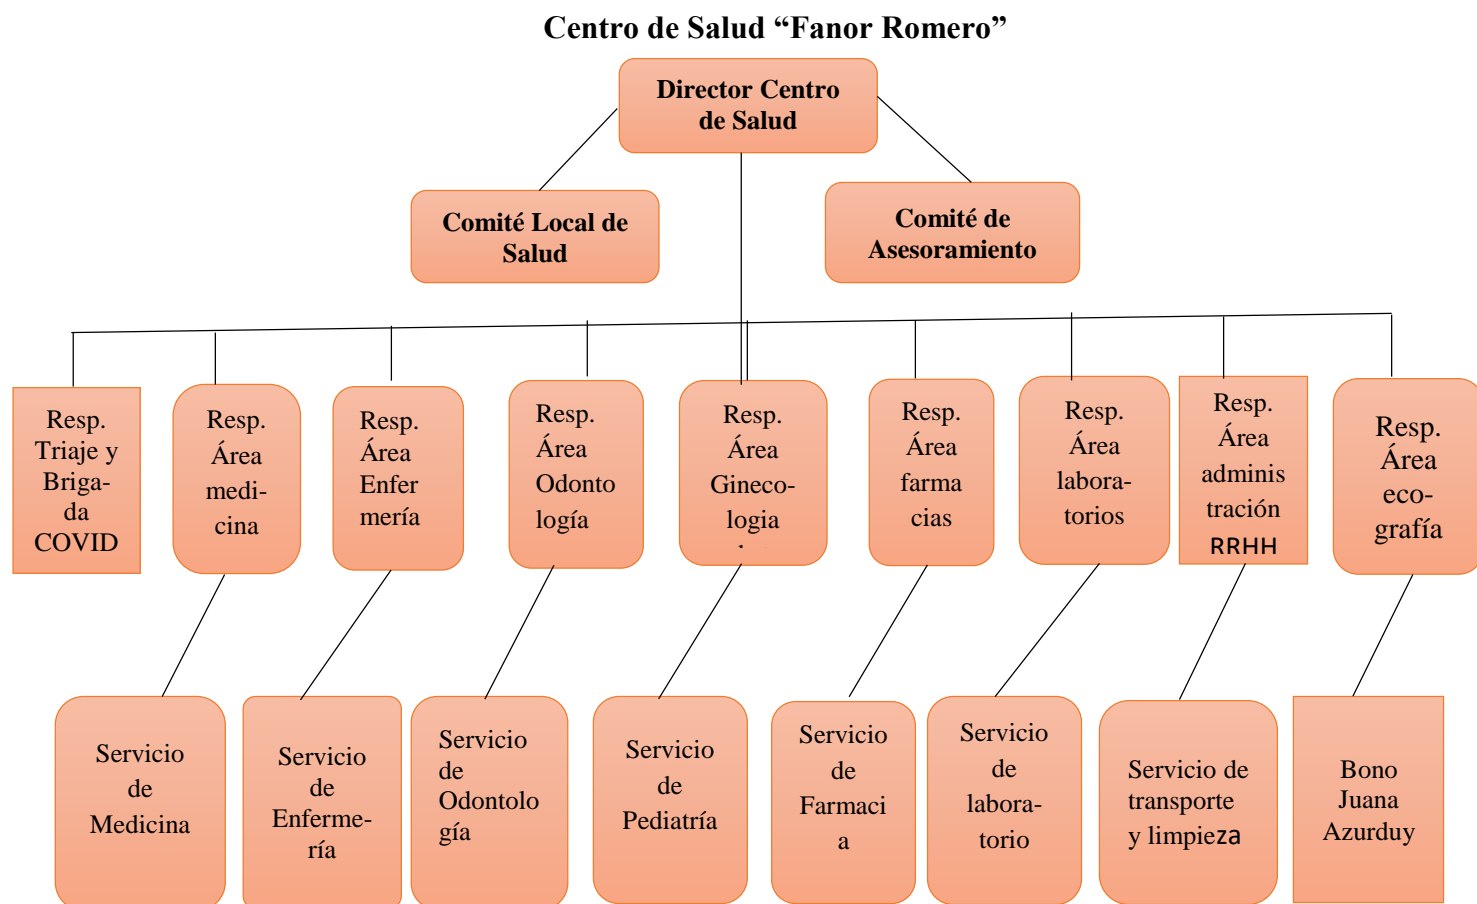 Centro de Salud “Fanor Romero”
Director Centro
de Salud
Comité Local de
Salud
Comité de
Asesoramiento
Resp.
Triaje y
Briga-
da
COVID
Resp.
Área
medi-
cina
Resp.
Área
Enfer
mería
Resp.
Área
Odonto
logía
Resp.
Área
Gineco-
logia
Resp.
Área
farma
cias
Resp.
Área
labora-
torios
Resp.
Área
adminis
tración
RRHH
Resp.
Área
eco-
grafía
Servicio
de
Medicina
Servicio
de
Enferme-
ría
Servicio
de
Odontolo
gía
Servicio
de
Pediatría
Servicio
de
Farmaci
a
Servicio
de
labora-
torio
Servicio de
transporte
y limpieza
Bono
Juana
Azurduy